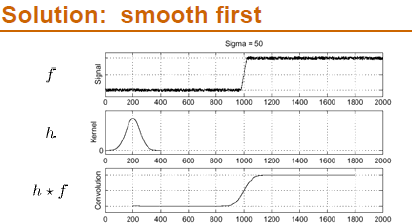 Solution: smooth first
Sigma = 50
f
Signal
0 200 400 600 800 1000 1200 1400 1600 1800 2000
h.
Kernel
0
0 200 400 600 800 1000 1200 1400 1600 1800 2000
h ⋆ f
Convolution
0 200 400 600 800 1000 1200 1400 1600 1800 2000